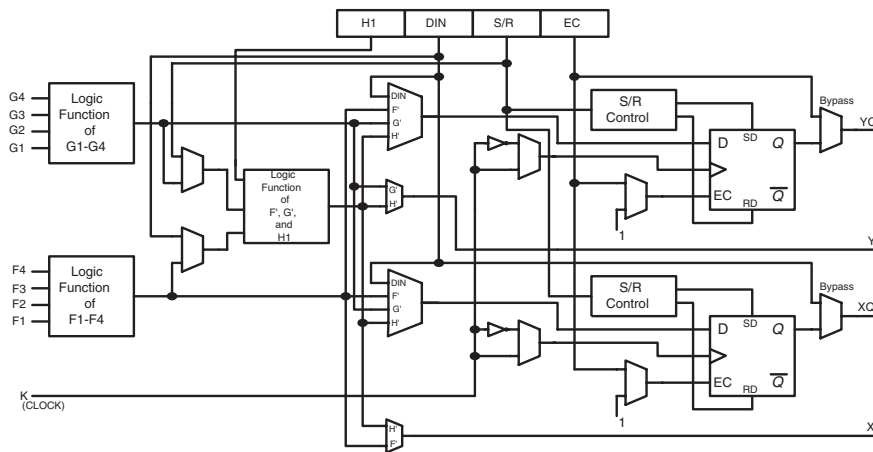 H1 DIN S/R EC
G4
G3
G2
G1
Logic
Function
of
G1-G4
DIN
F'
G'
H'
S/R
Control
Bypass
YQ
D
SD
Q
EC
RD
Q
1
Logic
Function
of
F', G',
and
H1
G'
H'
Y
F4
F3
F2
F1
Logic
Function
of
F1-F4
DIN
F'
G'
H'
S/R
Control
Bypass
XQ
D
SD
Q
EC
RD
Q
1
K
(CLOCK)
H'
F'
X